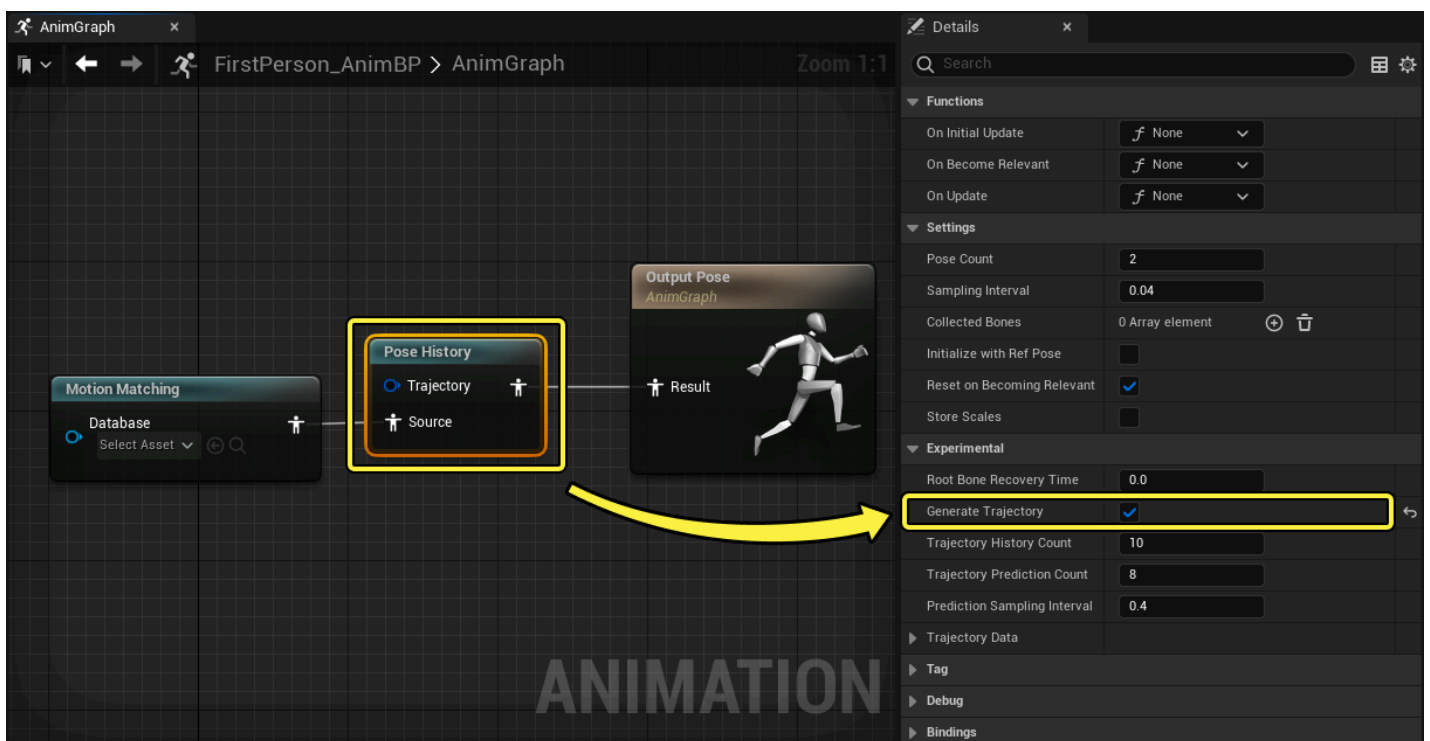 AnimGraph
FirstPerson_AnimBP > AnimGraph
Zoom 1:1
Motion Matching
Database
Select Asset
Pose History
Trajectory
Source
Output Pose
AnimGraph
Result
ANIMATION
Details
Search
Functions
On Initial Update
None
On Become Relevant
None
On Update
None
Settings
Pose Count
2
Sampling Interval
0.04
Collected Bones
0 Array element
Initialize with Ref Pose
Reset on Becoming Relevant
Store Scales
Experimental
Root Bone Recovery Time
0.0
Generate Trajectory
Trajectory History Count
10
Trajectory Prediction Count
8
Prediction Sampling Interval
0.4
Trajectory Data
Tag
Debug
Bindings